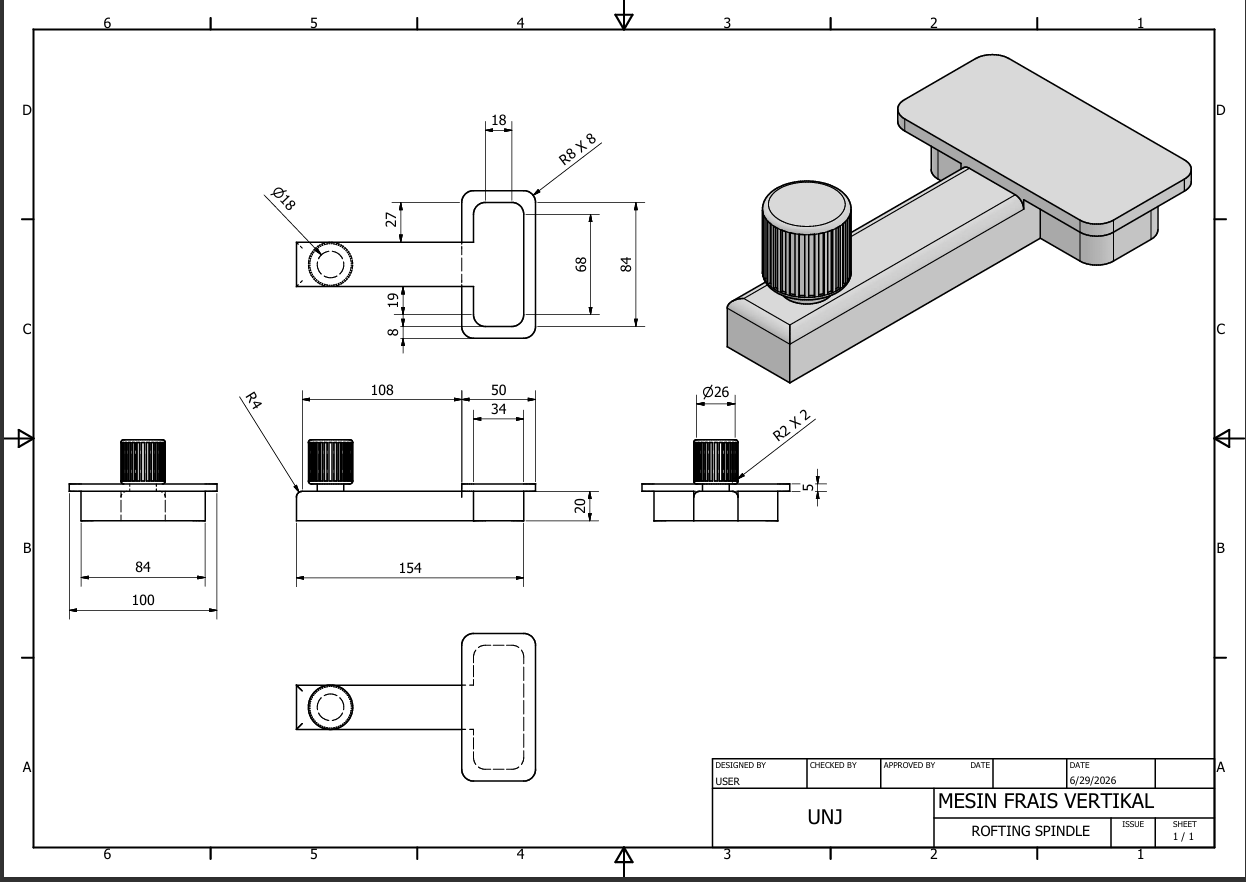 6 5 4 3 2 1
D D
18
R8 X 8
Ø18
27
68
84
19
8
C C
R4
108
50
34
Ø26
R2 X 2
5
20
84
154
100
B B
A A
DESIGNED BY CHECKED BY APPROVED BY DATE DATE
USER 6/29/2026
MESIN FRAIS VERTIKAL
UNJ
ROFTING SPINDLE ISSUE SHEET
1 / 1
6 5 4 3 2 1